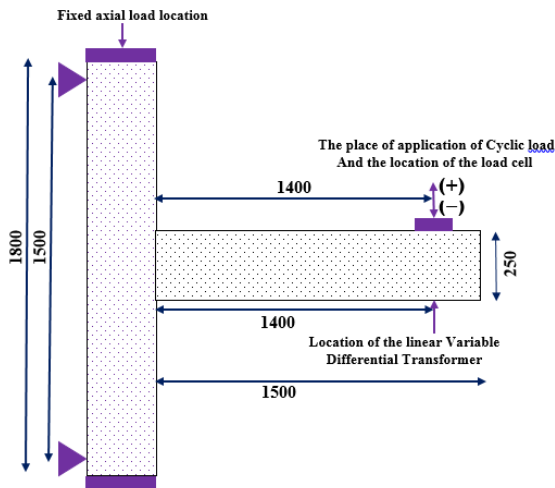 Fixed axial load location
The place of application of Cyclic load
And the location of the load cell
1400
(+)
(−)
1800
1500
250
1400
Location of the linear Variable
Differential Transformer
1500